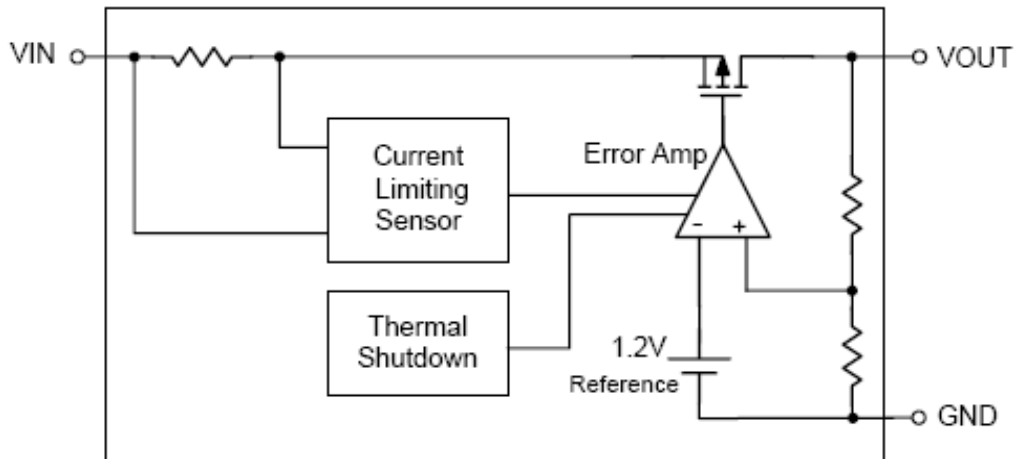 VIN
VOUT
Current
Limiting
Sensor
Error Amp
- +
Thermal
Shutdown
1.2V
Reference
GND